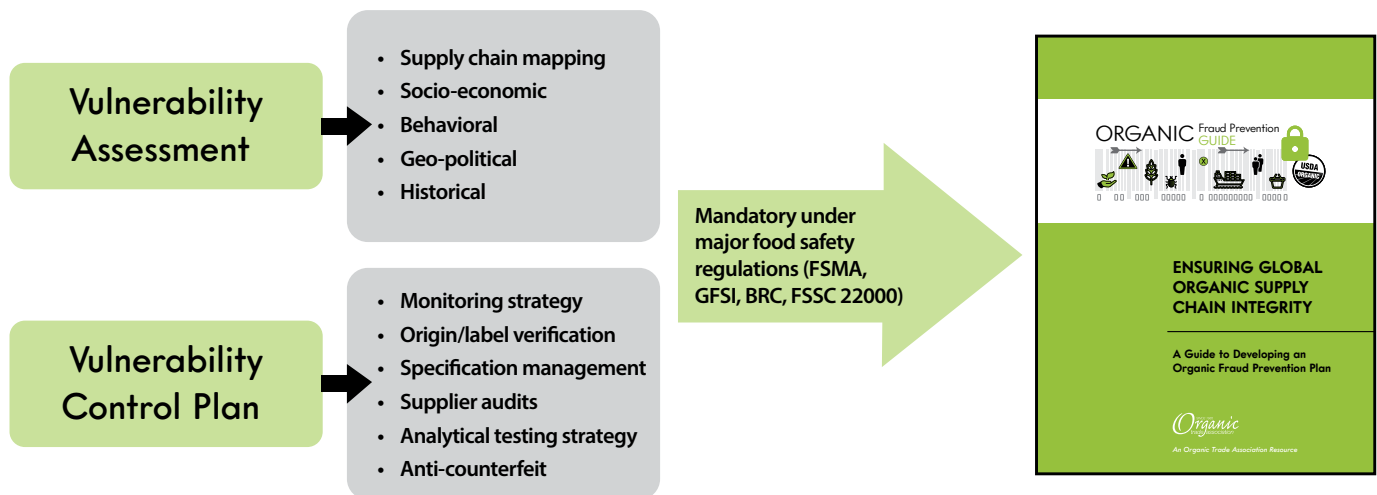 Vulnerability
Assessment
• Supply chain mapping
• Socio-economic
• Behavioral
• Geo-political
• Historical
Vulnerability
Control Plan
• Monitoring strategy
• Origin/label verification
• Specification management
• Supplier audits
• Analytical testing strategy
• Anti-counterfeit
Mandatory under
major food safety
regulations (FSMA,
GFSI, BRC, FSSC 22000)
ORGANIC Fraud Prevention
GUIDE
USDA
ORGANIC
ENSURING GLOBAL
ORGANIC SUPPLY
CHAIN INTEGRITY
A Guide to Developing an
Organic Fraud Prevention Plan
Organic
An Organic Trade Association Resource